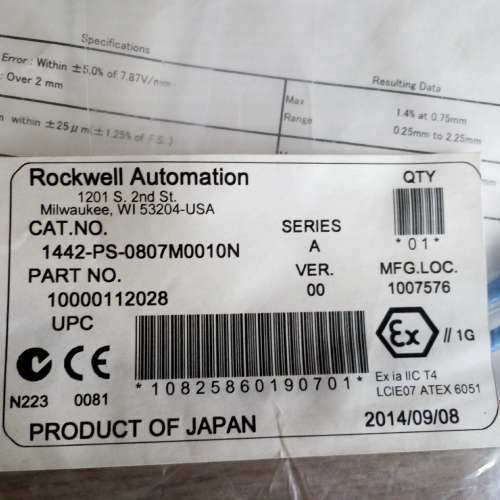 Specifications
Error : Within ±5.0% of 7.87V/mm
: Over 2 mm
within ±25μm(±1.25% of F.S.)
Resulting Data
Max 1.4% at 0.75mm
Range 0.25mm to 2.25mm
Rockwell Automation
1201 S. 2nd St.
Milwaukee, WI 53204-USA
QTY
*01*
CAT.NO. SERIES
1442-PS-0807M0010N A
PART NO. VER. MFG.LOC.
10000112028 00 1007576
UPC
Ex // 1G
*10825860190701*
Ex ia IIC T4
LCIE07 ATEX 6051
CE
N223 0081
PRODUCT OF JAPAN 2014/09/08